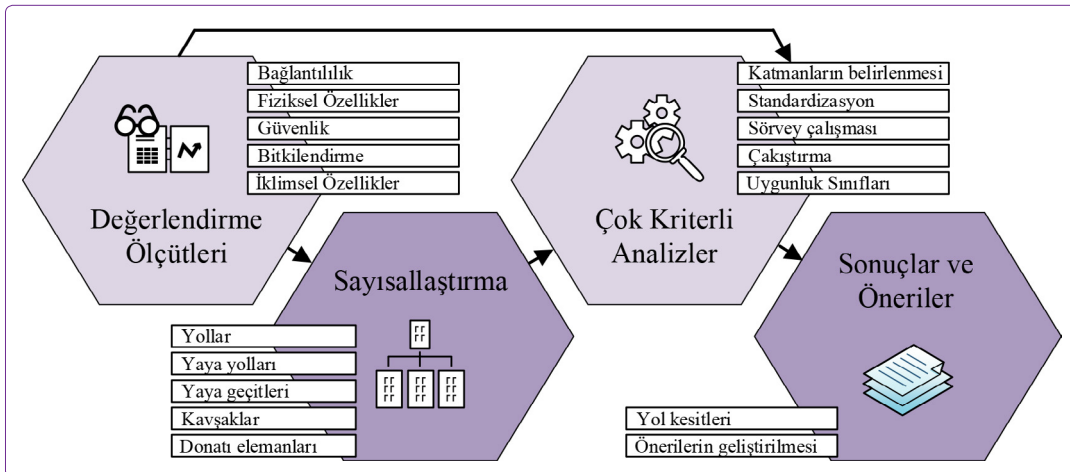 Bağlantılılık
Fiziksel Özellikler
Güvenlik
Bitkilendirme
İklimsel Özellikler
Değerlendirme
Ölçütleri
Sayısallaştırma
Yollar
Yaya yolları
Yaya geçitleri
Kavşaklar
Donatı elemanları
Katmanların belirlenmesi
Standardizasyon
Sörvey çalışması
Çakıştırma
Uygunluk Sınıfları
Çok Kriterli
Analizler
Sonuçlar ve
Öneriler
Yol kesitleri
Önerilerin geliştirilmesi